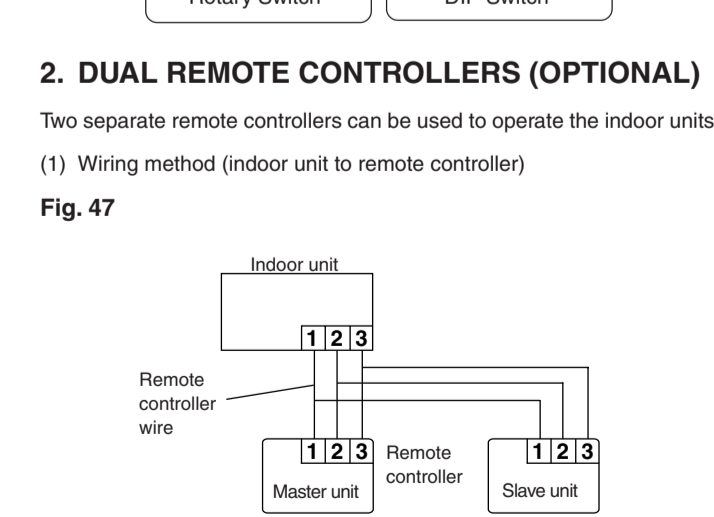 Rotary Switch DIP Switch
2. DUAL REMOTE CONTROLLERS (OPTIONAL)
Two separate remote controllers can be used to operate the indoor units
(1) Wiring method (indoor unit to remote controller)
Fig. 47
Indoor unit
1 2 3
Remote
controller
wire
1 2 3
Master unit
Remote
controller
1 2 3
Slave unit